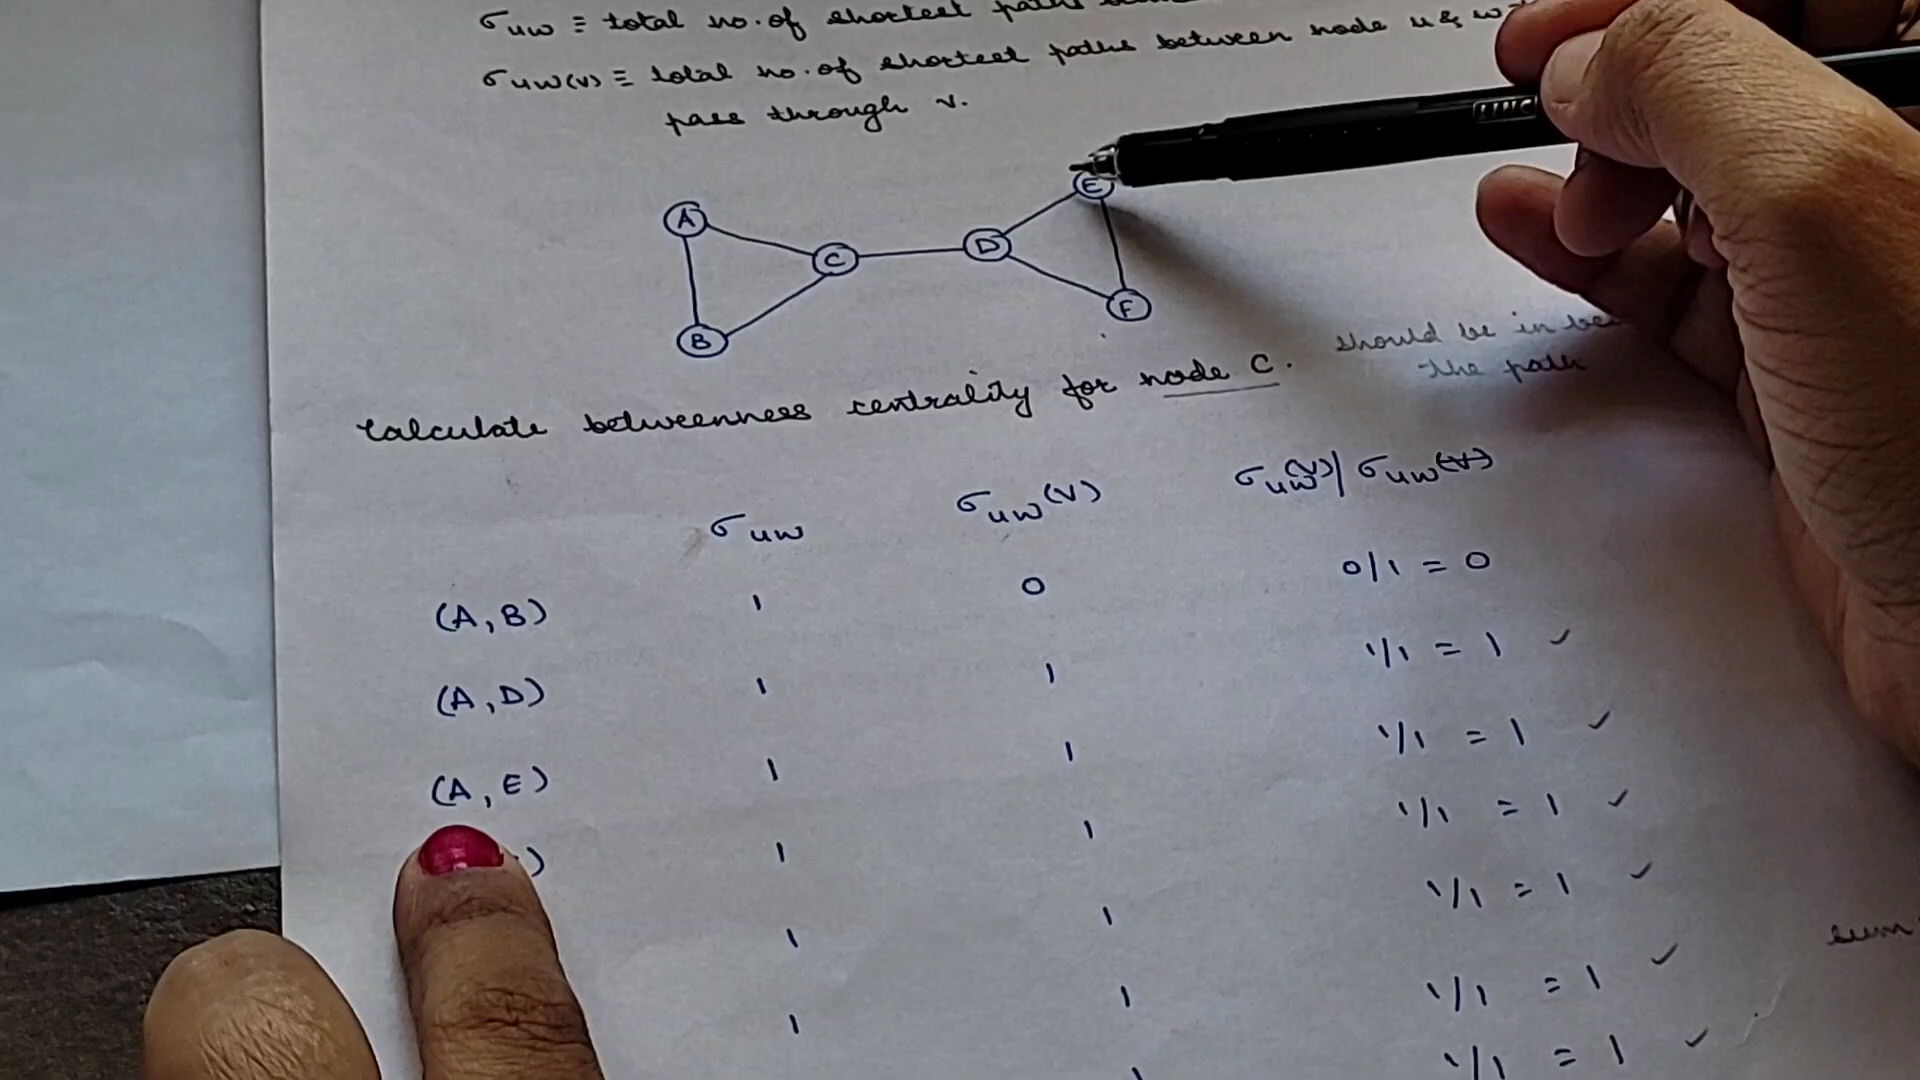 σuw ≡ total no. of shortest paths
σuw(v) ≡ total no. of shortest paths between node u & w
pass through v.
A
B
C
D
E
F
should be in
the path
Calculate betweenness centrality for node C.
σuw σuw(v) σuw(v) / σuw
(A,B) 1 0 0/1 = 0
(A,D) 1 1 1/1 = 1 ✓
(A,E) 1 1 1/1 = 1 ✓
) 1 1 1/1 = 1 ✓
1 1 1/1 = 1 ✓
1 1 1/1 = 1 ✓
1/1 = 1 ✓
sum